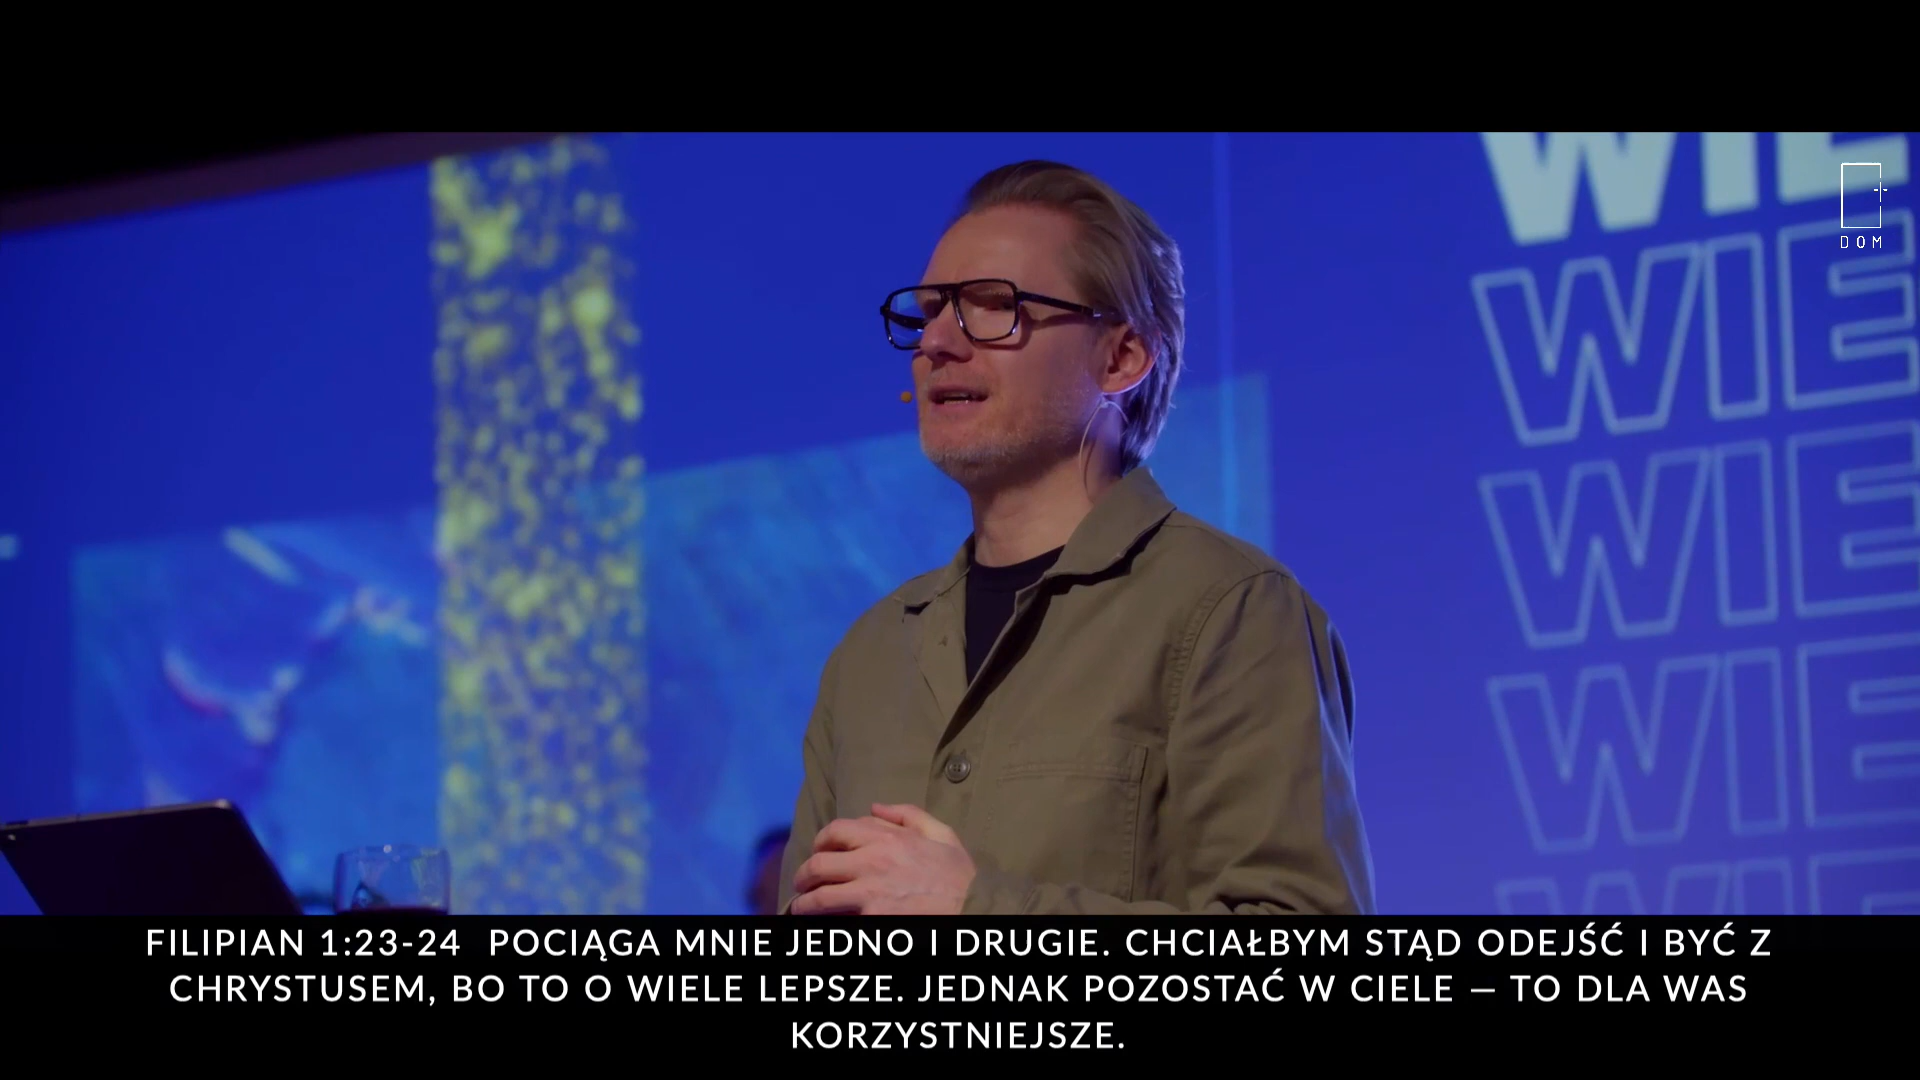 WIE
DOM
WIE
WIE
WIE
WIE
FILIPIAN 1:23-24 POCIĄGA MNIE JEDNO I DRUGIE. CHCIAŁBYM STĄD ODEJŚĆ I BYĆ Z
CHRYSTUSEM, BO TO O WIELE LEPSZE. JEDNAK POZOSTAĆ W CIELE — TO DLA WAS
KORZYSTNIEJSZE.